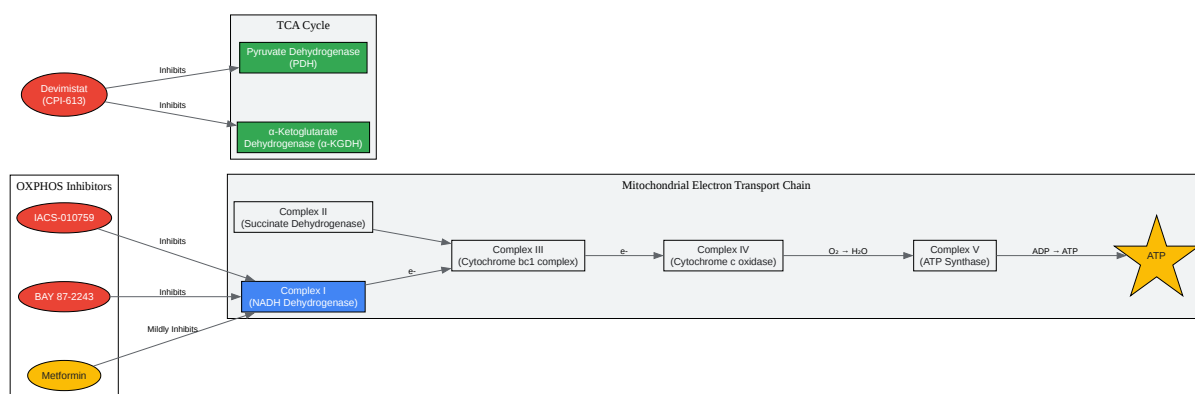 TCA Cycle
Pyruvate Dehydrogenase
(PDH)
Inhibits
Devimistat
(CPI-613)
Inhibits
α-Ketoglutarate
Dehydrogenase (α-KGDH)
OXPHOS Inhibitors
Mitochondrial Electron Transport Chain
IACS-010759
Complex II
(Succinate Dehydrogenase)
Inhibits
Complex III
(Cytochrome bc1 complex)
e-
Complex IV
(Cytochrome c oxidase)
O₂ → H₂O
Complex V
(ATP Synthase)
ADP → ATP
ATP
e-
BAY 87-2243
Inhibits
Complex I
(NADH Dehydrogenase)
Mildly Inhibits
Metformin